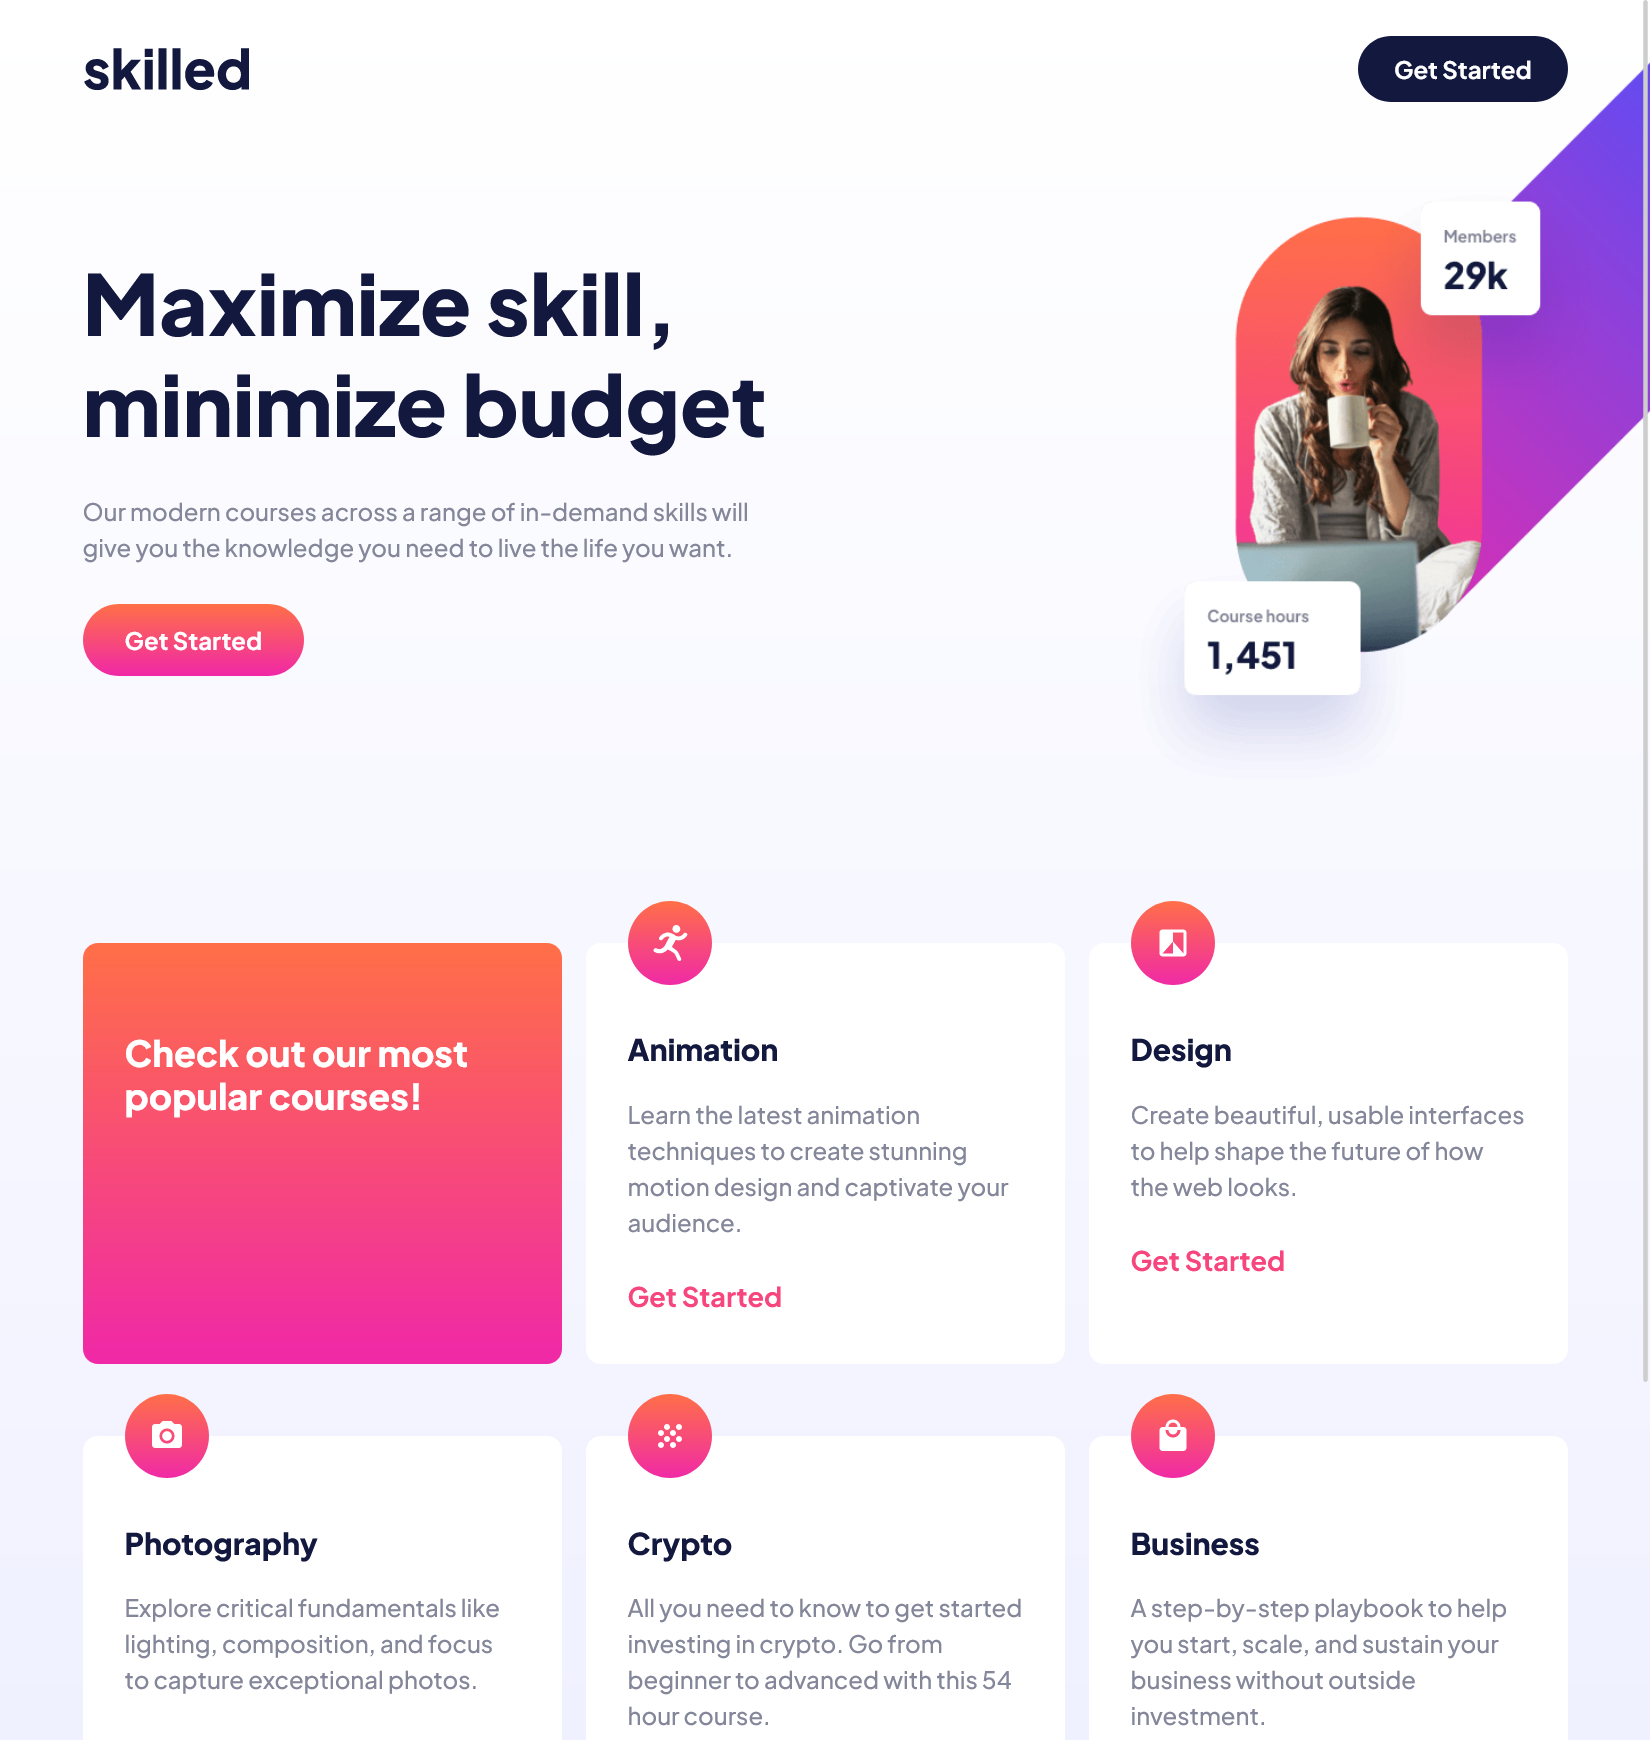 skilled
Get Started
Maximize skill,
minimize budget
Our modern courses across a range of in-demand skills will
give you the knowledge you need to live the life you want.
Get Started
Members
29k
Course hours
1,451
Check out our most
popular courses!
Animation
Learn the latest animation
techniques to create stunning
motion design and captivate your
audience.
Get Started
Design
Create beautiful, usable interfaces
to help shape the future of how
the web looks.
Get Started
Photography
Explore critical fundamentals like
lighting, composition, and focus
to capture exceptional photos.
Crypto
All you need to know to get started
investing in crypto. Go from
beginner to advanced with this 54
hour course.
Business
A step-by-step playbook to help
you start, scale, and sustain your
business without outside
investment.